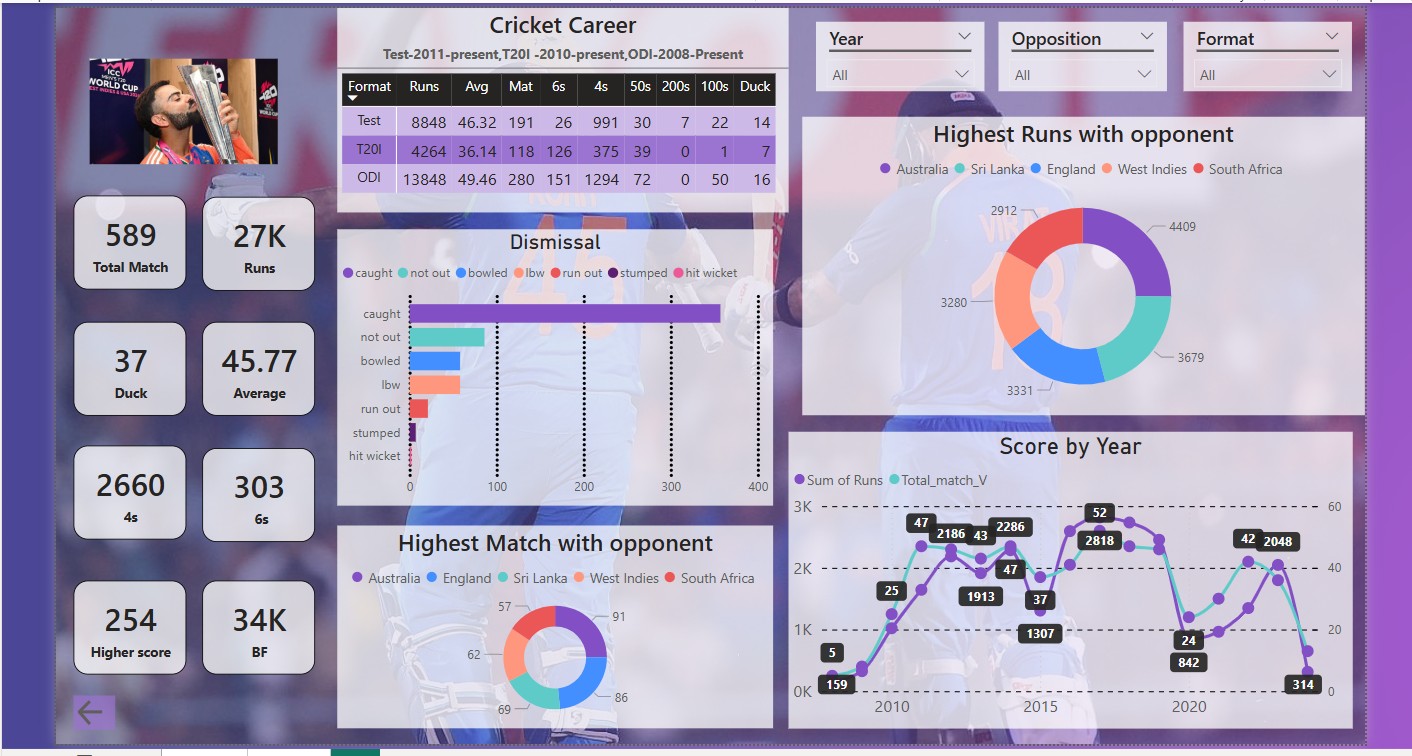 Cricket Career
Test-2011-present,T20I -2010-present,ODI-2008-Present
Format Runs Avg Mat 6s 4s 50s 200s 100s Duck
Test 8848 46.32 191 26 991 30 7 22 14
T20I 4264 36.14 118 126 375 39 0 1 7
ODI 13848 49.46 280 151 1294 72 0 50 16
Year
All
Opposition
All
Format
All
ICC
MEN'S T20
WORLD CUP
WEST INDIES & USA
589
Total Match
27K
Runs
37
Duck
45.77
Average
2660
4s
303
6s
254
Higher score
34K
BF
Dismissal
caught not out bowled lbw run out stumped hit wicket
caught
not out
bowled
lbw
run out
stumped
hit wicket
0 100 200 300 400
45
Highest Match with opponent
Australia England Sri Lanka West Indies South Africa
57
91
62
86
69
Highest Runs with opponent
Australia Sri Lanka England West Indies South Africa
2912
4409
3280
3679
3331
18
Score by Year
Sum of Runs Total_match_V
3K
2K
1K
0K
60
40
20
0
5
159
25
47
2186
43
1913
2286
47
37
1307
52
2818
24
842
42
2048
314
2010 2015 2020